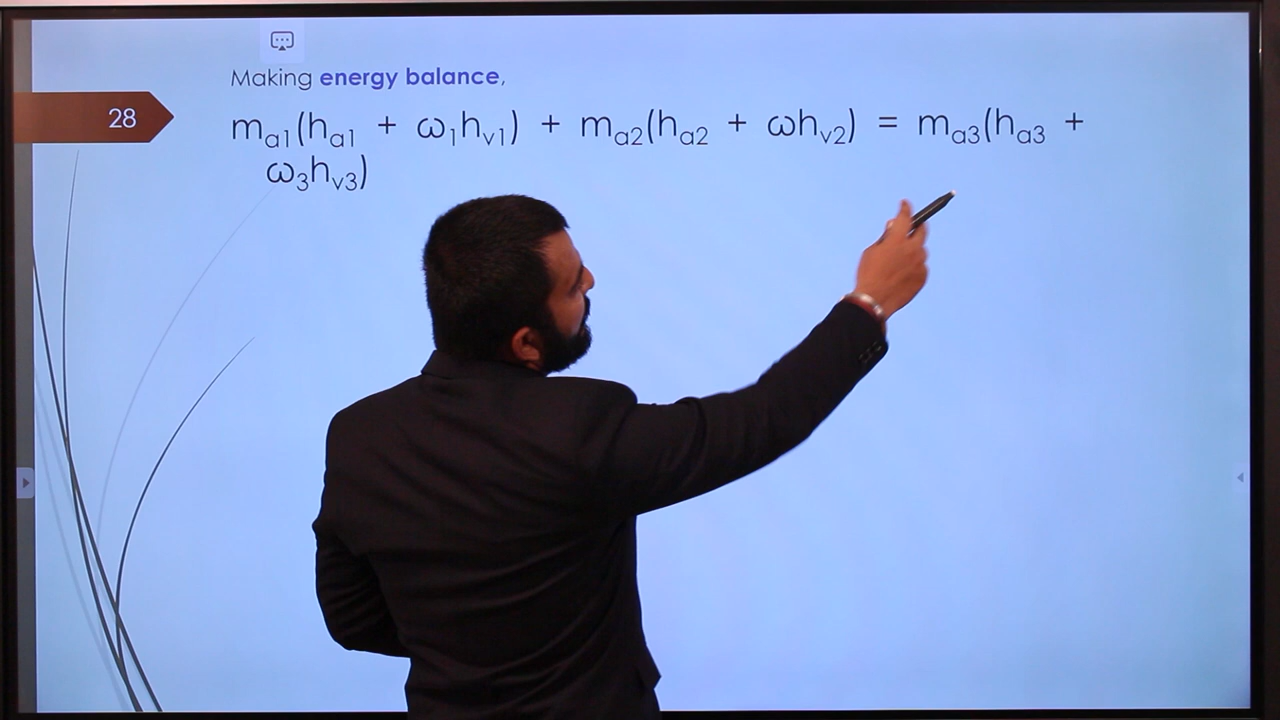 Making energy balance,
28
mₐ₁(hₐ₁ + ω₁hᵥ₁) + mₐ₂(hₐ₂ + ωhᵥ₂) = mₐ₃(hₐ₃ +
ω₃hᵥ₃)